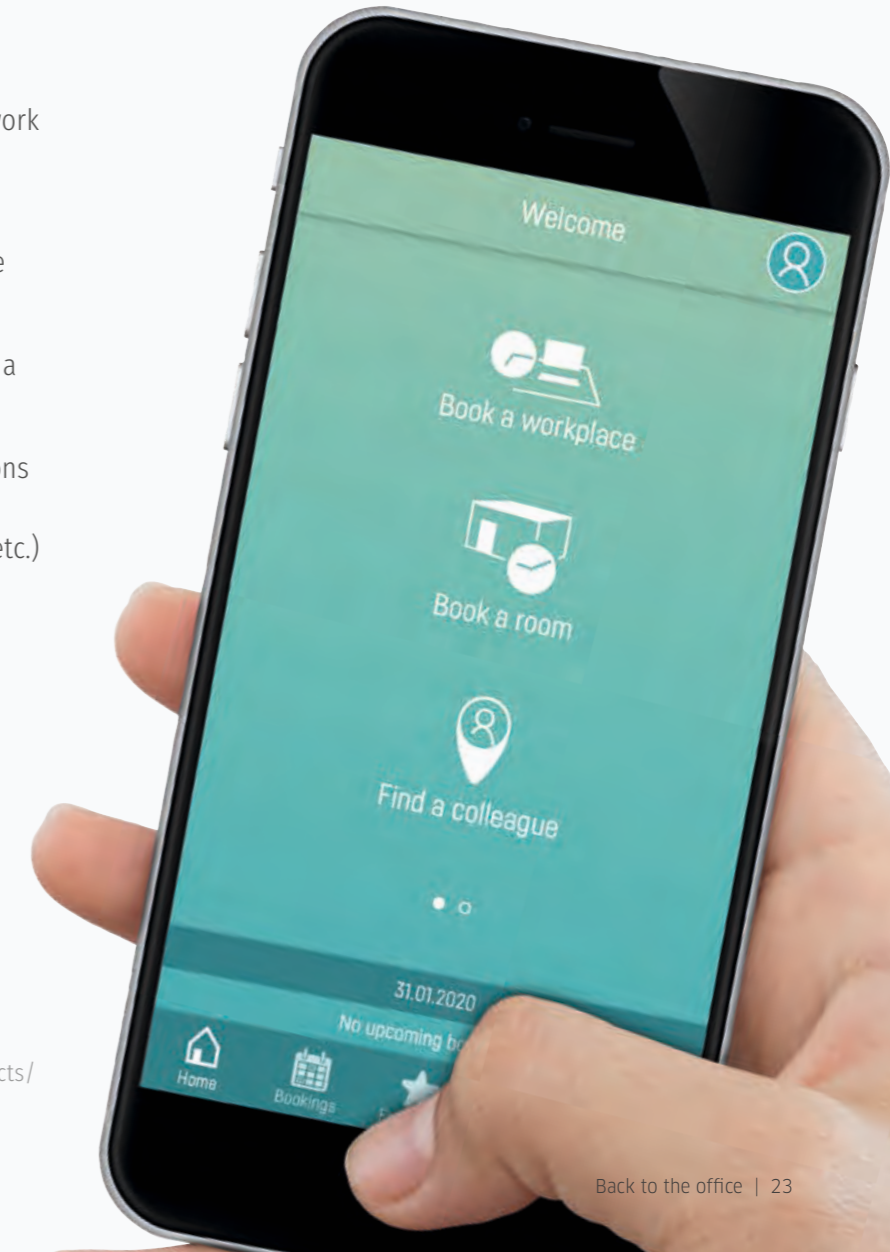 work
e
a
ons
etc.)
cts/
Welcome
Book a workplace
Book a room
Find a colleague
31.01.2020
No upcoming
Home
Bookings
Back to the office | 23